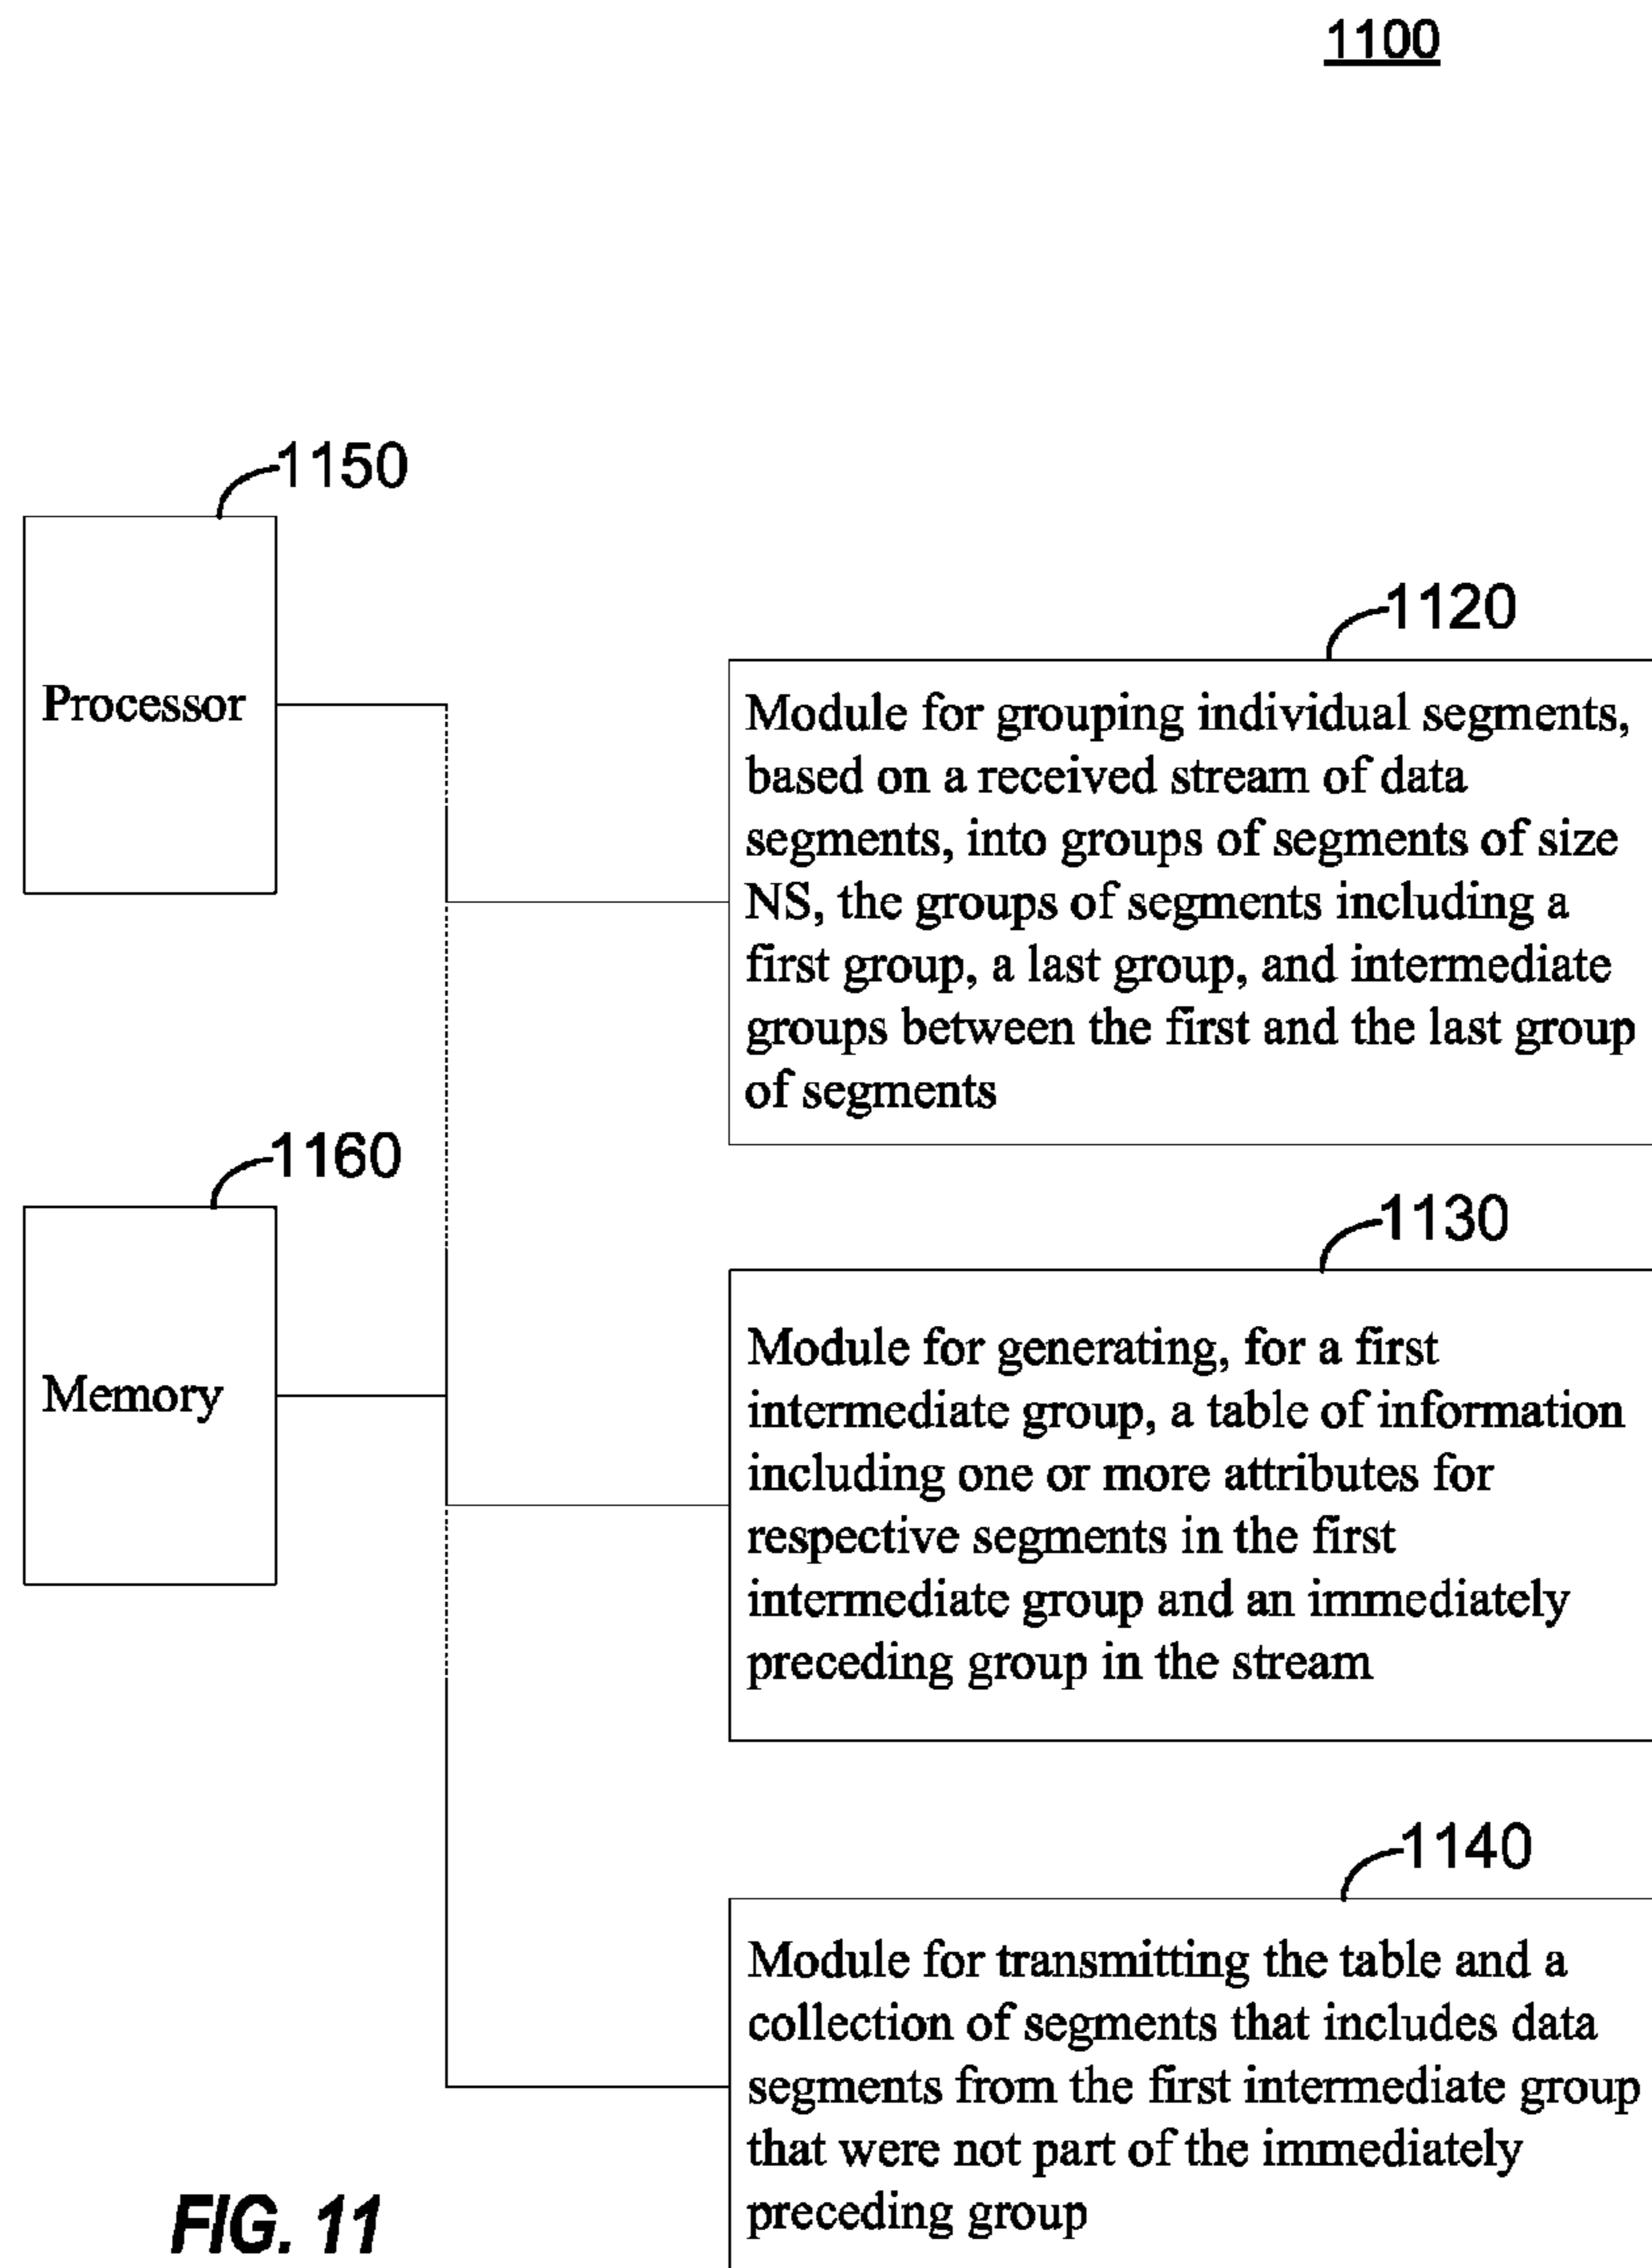 1100
1150
Processor
1120
Module for grouping individual segments,
based on a received stream of data
segments, into groups of segments of size
NS, the groups of segments including a
first group, a last group, and intermediate
groups between the first and the last group
of segments
1160
Memory
1130
Module for generating, for a first
intermediate group, a table of information
including one or more attributes for
respective segments in the first
intermediate group and an immediately
preceding group in the stream
1140
Module for transmitting the table and a
collection of segments that includes data
segments from the first intermediate group
that were not part of the immediately
preceding group
FIG. 11